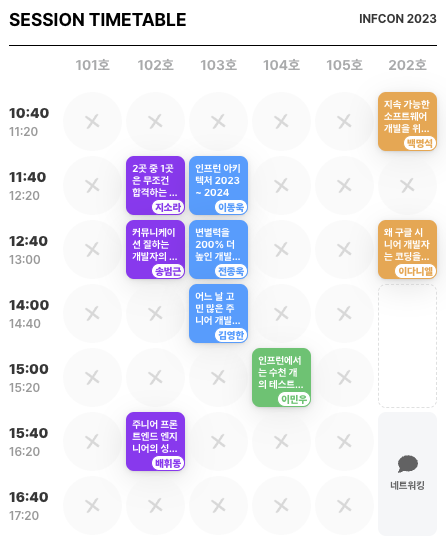 SESSION TIMETABLE
INFCON 2023
101호
102호
103호
104호
105호
202호
10:40
11:20
지속 가능한
소프트웨어
개발을 위...
백명석
11:40
12:20
2곳 중 1곳
은 무조건
합격하는 ...
지소라
인프런 아키
텍처 2023
~ 2024
이동욱
12:40
13:00
커뮤니케이
션 잘하는
개발자의 ...
송범근
변별력을
200% 더
높인 개발...
전종욱
왜 구글 시
니어 개발자
는 코딩을...
이다니엘
14:00
14:40
어느 날 고
민 많은 주
니어 개발...
김영한
15:00
15:20
인프런에서
는 수천 개
의 테스트...
이민우
15:40
16:20
주니어 프론
트엔드 엔지
니어의 싱...
배휘동
네트워킹
16:40
17:20